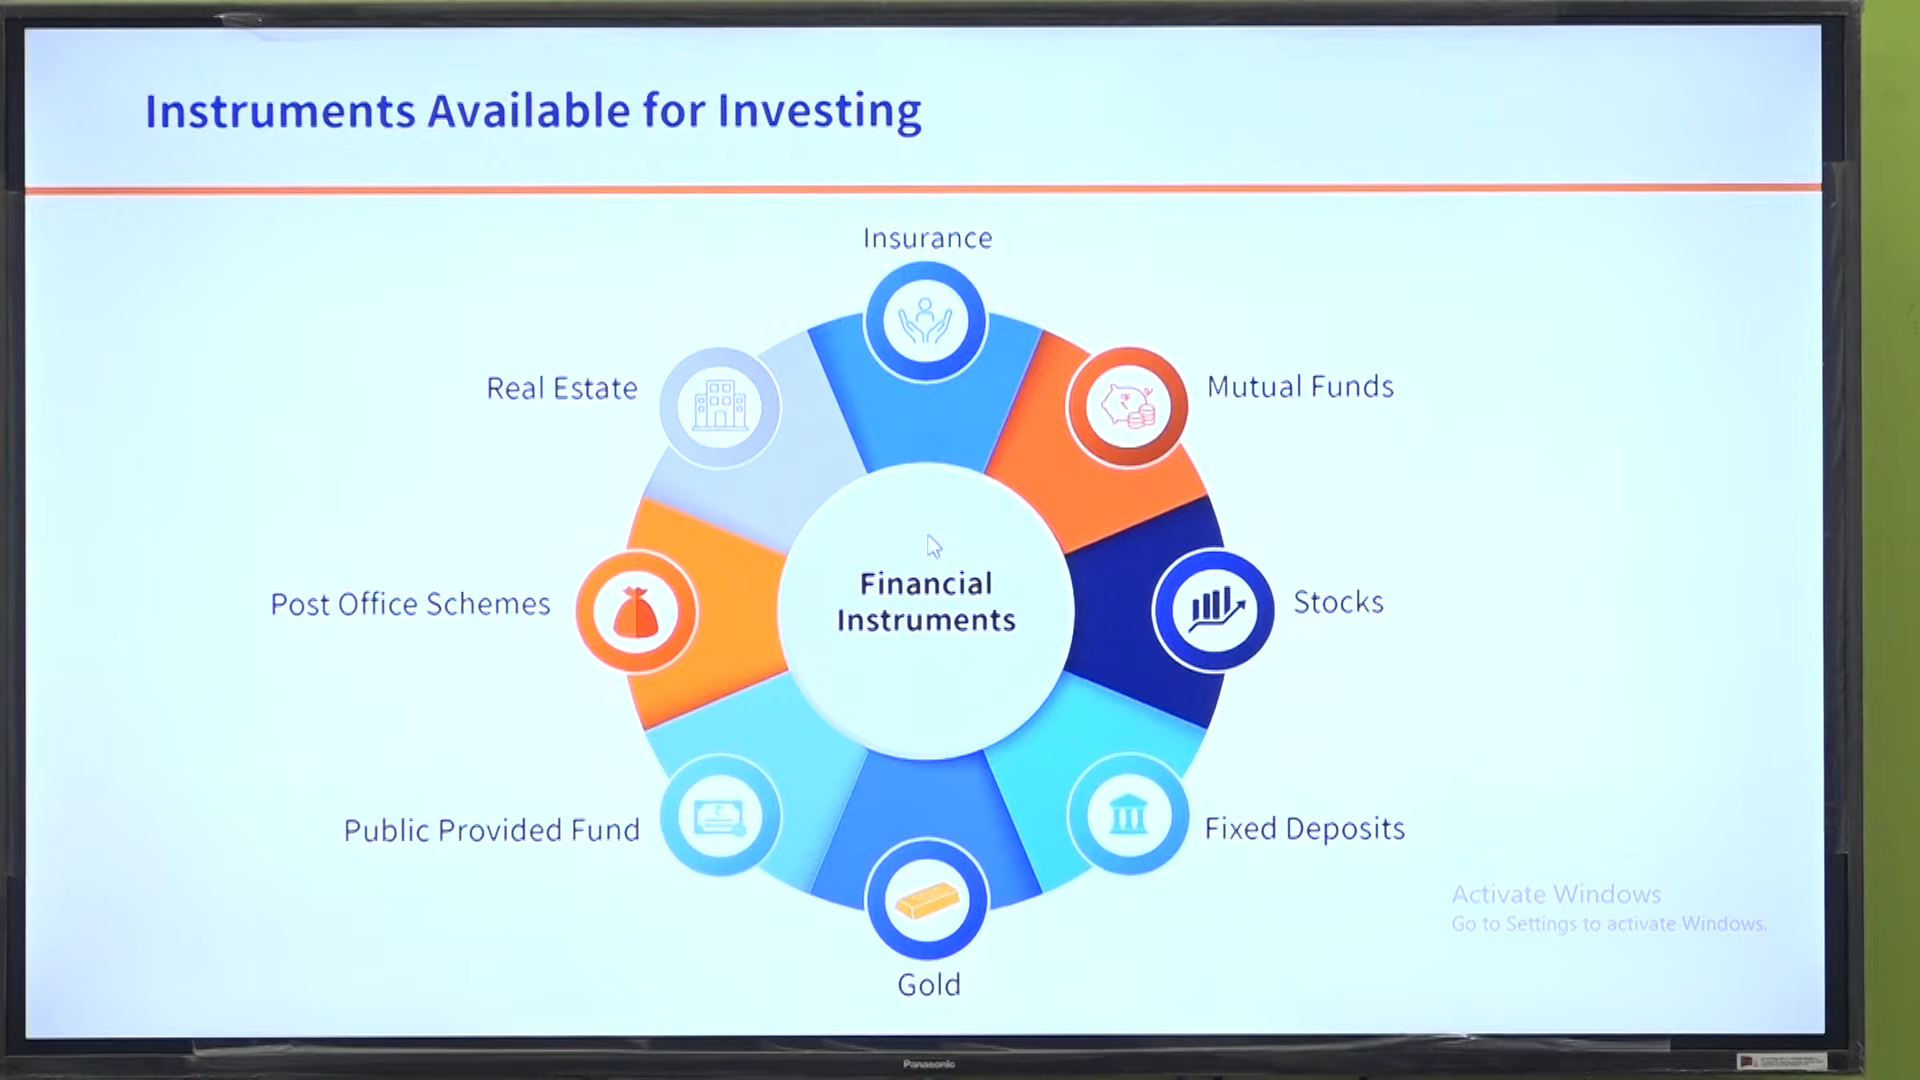 Instruments Available for Investing
Insurance
Real Estate
Mutual Funds
Financial
Instruments
Post Office Schemes
Stocks
Public Provided Fund
Fixed Deposits
Gold
Activate Windows
Go to Settings to activate Windows.
Panasonic